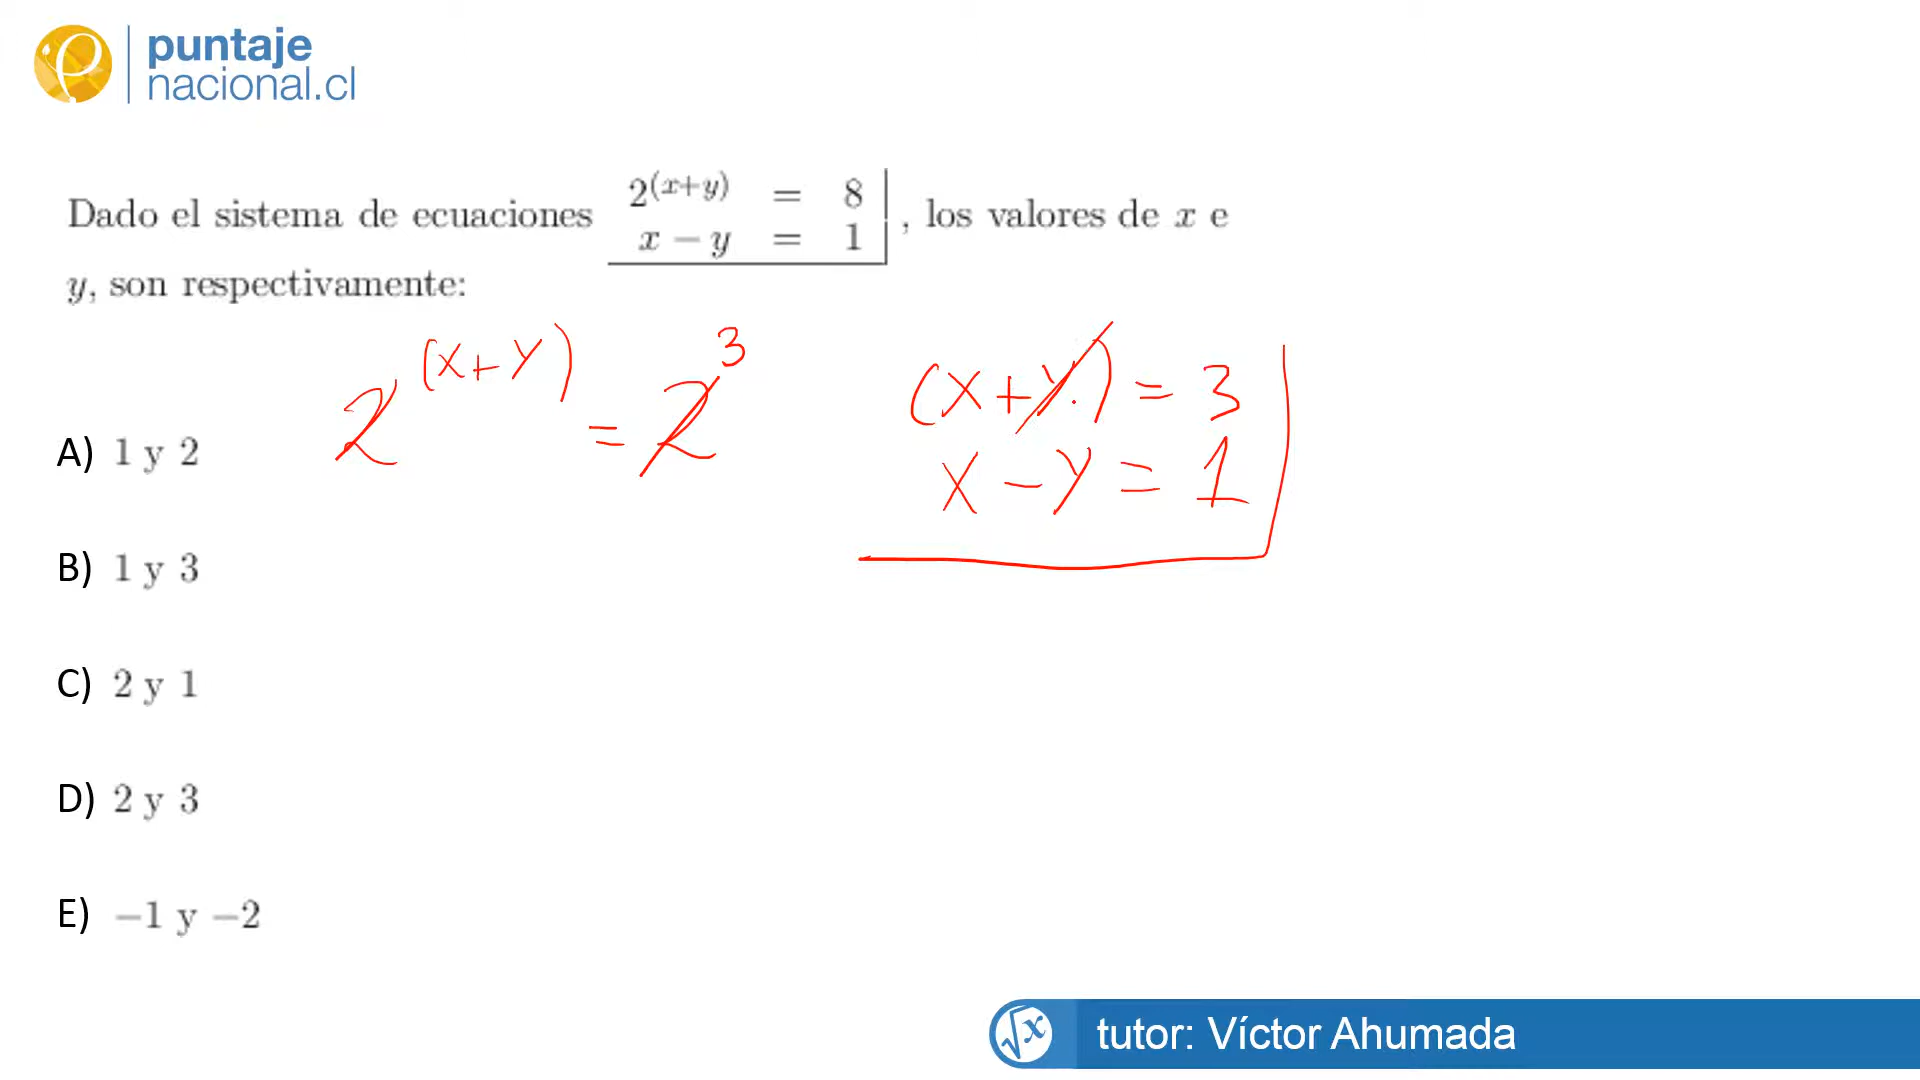 puntaje
nacional.cl
Dado el sistema de ecuaciones 2^(x+y) = 8
x − y = 1 , los valores de x e
y, son respectivamente:
2^(x+y) = 2^3
(x+y) = 3
x − y = 1
A) 1 y 2
B) 1 y 3
C) 2 y 1
D) 2 y 3
E) −1 y −2
√x tutor: Víctor Ahumada